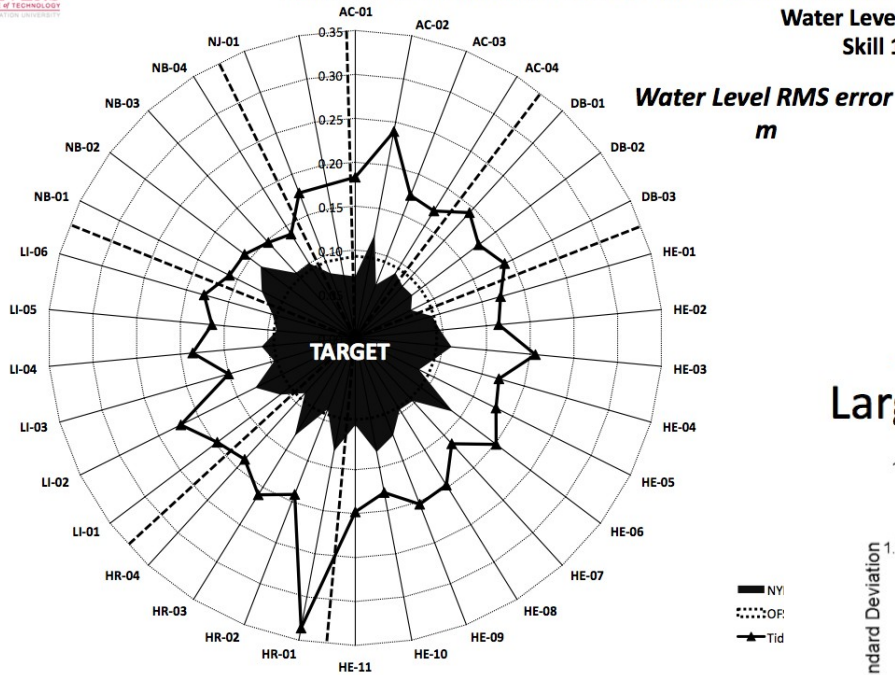 of TECHNOLOGY
Water Leve
Skill 1
Water Level RMS error
m
AC-01
AC-02
AC-03
AC-04
DB-01
DB-02
DB-03
HE-01
HE-02
HE-03
HE-04
HE-05
HE-06
HE-07
HE-08
HE-09
HE-10
HE-11
HR-01
HR-02
HR-03
HR-04
LI-01
LI-02
LI-03
LI-04
LI-05
LI-06
NB-01
NB-02
NB-03
NB-04
NJ-01
0.35
0.30
0.25
0.20
0.15
0.10
0.05
TARGET
Larg
NYI
OF
Tid
ndard Deviation
1.